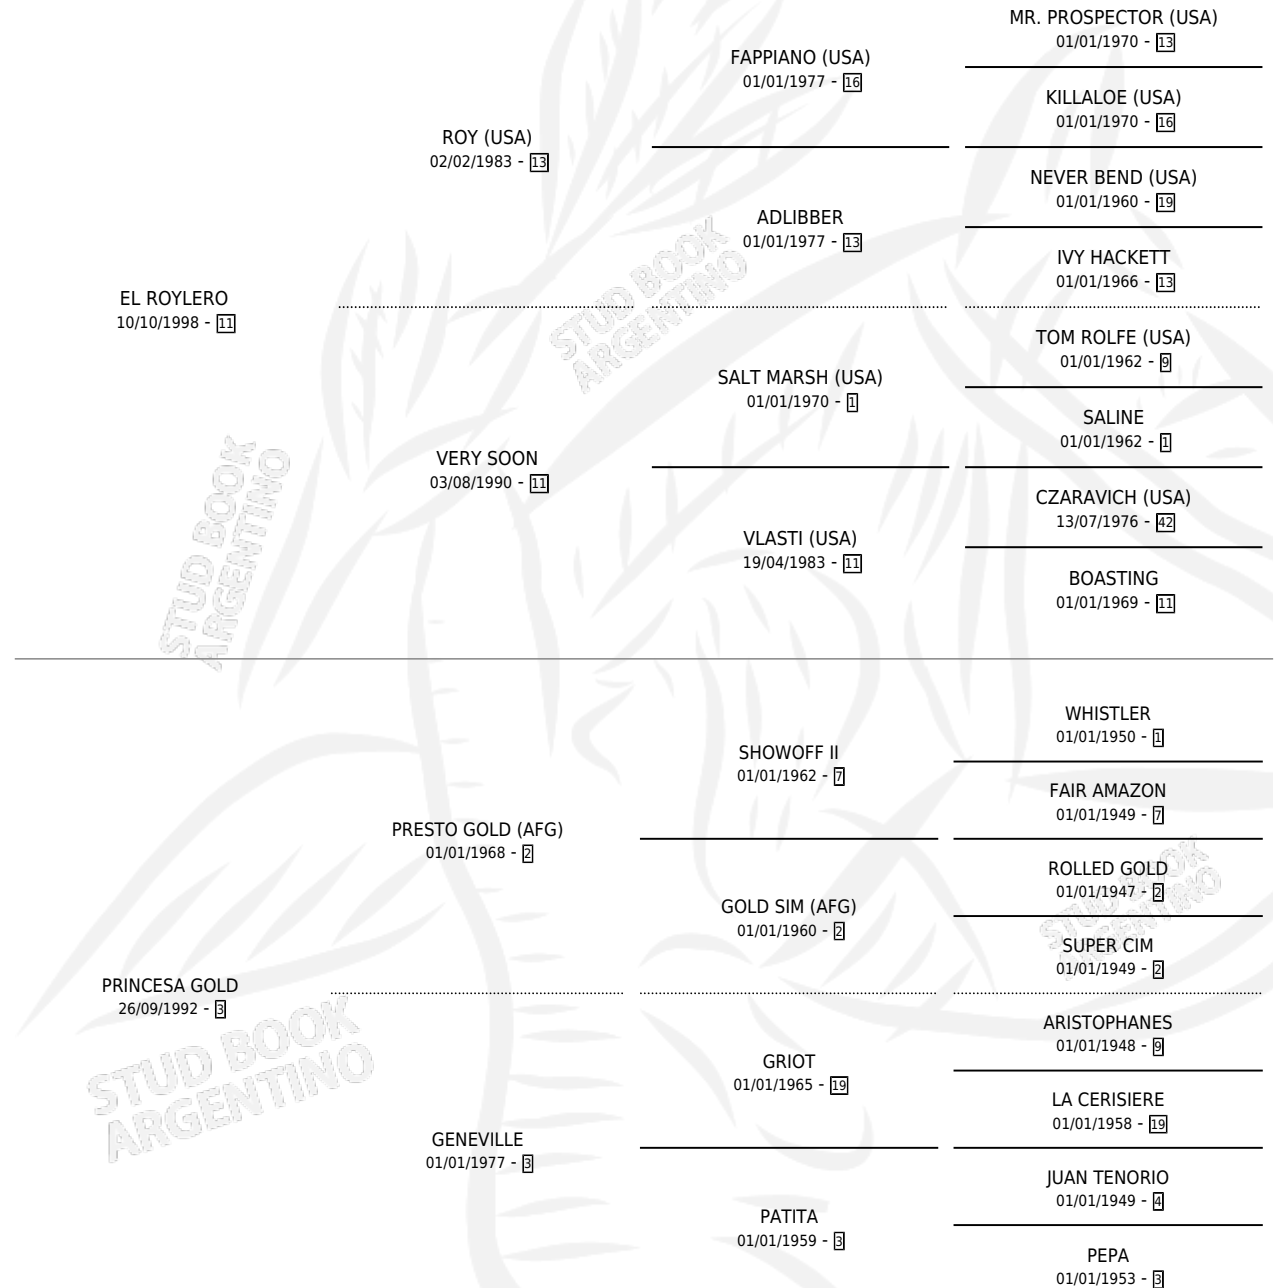 MR. PROSPECTOR (USA)
01/01/1970 - 13
FAPPIANO (USA)
01/01/1977 - 16
KILLALOE (USA)
01/01/1970 - 16
ROY (USA)
02/02/1983 - 13
NEVER BEND (USA)
01/01/1960 - 19
ADLIBBER
01/01/1977 - 13
IVY HACKETT
01/01/1966 - 13
EL ROYLERO
10/10/1998 - 11
TOM ROLFE (USA)
01/01/1962 - 9
SALT MARSH (USA)
01/01/1970 - 1
SALINE
01/01/1962 - 1
VERY SOON
03/08/1990 - 11
CZARAVICH (USA)
13/07/1976 - 42
VLASTI (USA)
19/04/1983 - 11
BOASTING
01/01/1969 - 11
STUD BOOK
ARGENTINO
STUD BOOK
ARGENTINO
WHISTLER
01/01/1950 - 1
SHOWOFF II
01/01/1962 - 7
FAIR AMAZON
01/01/1949 - 7
PRESTO GOLD (AFG)
01/01/1968 - 2
ROLLED GOLD
01/01/1947 - 2
GOLD SIM (AFG)
01/01/1960 - 2
SUPER CIM
01/01/1949 - 2
STUD BOOK
ARGENTINO
PRINCESA GOLD
26/09/1992 - 3
ARISTOPHANES
01/01/1948 - 9
GRIOT
01/01/1965 - 19
LA CERISIERE
01/01/1958 - 19
STUD BOOK
ARGENTINO
GENEVILLE
01/01/1977 - 3
JUAN TENORIO
01/01/1949 - 4
PATITA
01/01/1959 - 3
PEPA
01/01/1953 - 3